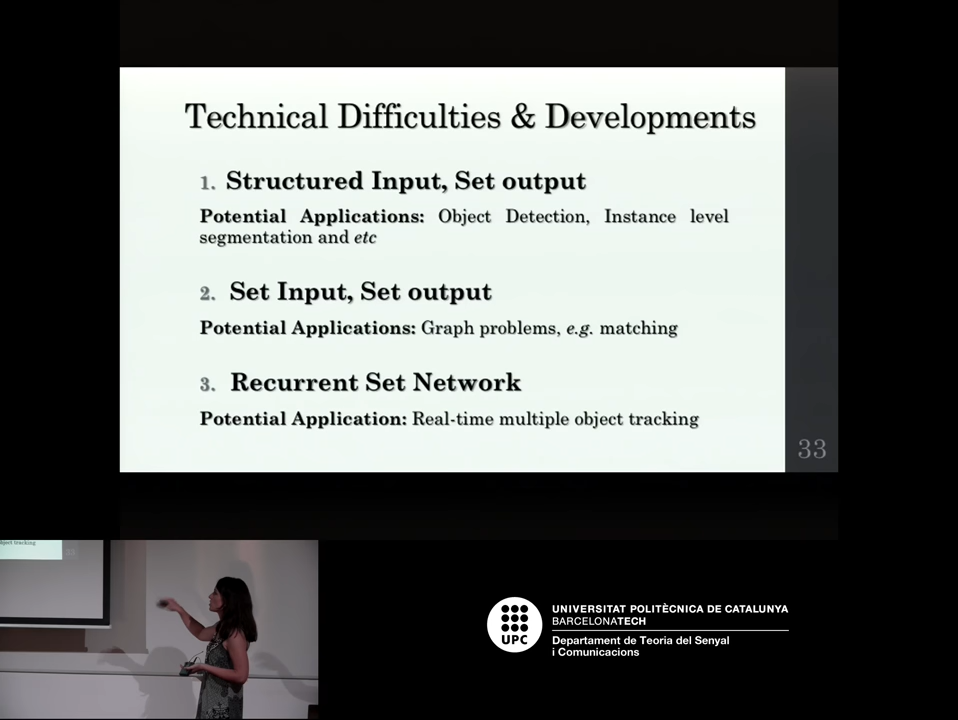 Technical Difficulties & Developments
1. Structured Input, Set output
Potential Applications: Object Detection, Instance level
segmentation and etc
2. Set Input, Set output
Potential Applications: Graph problems, e.g. matching
3. Recurrent Set Network
Potential Application: Real-time multiple object tracking
33
object tracking
UPC
UNIVERSITAT POLITÈCNICA DE CATALUNYA
BARCELONATECH
Departament de Teoria del Senyal
i Comunicacions